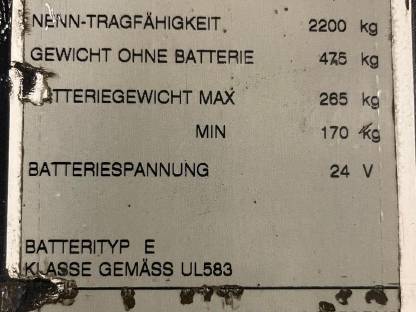 NENN-TRAGFÄHIGKEIT 2200 kg
GEWICHT OHNE BATTERIE 475 kg
BATTERIEGEWICHT MAX 265 kg
MIN 170 kg
BATTERIESPANNUNG 24 V
BATTERITYP E
KLASSE GEMÄSS UL583